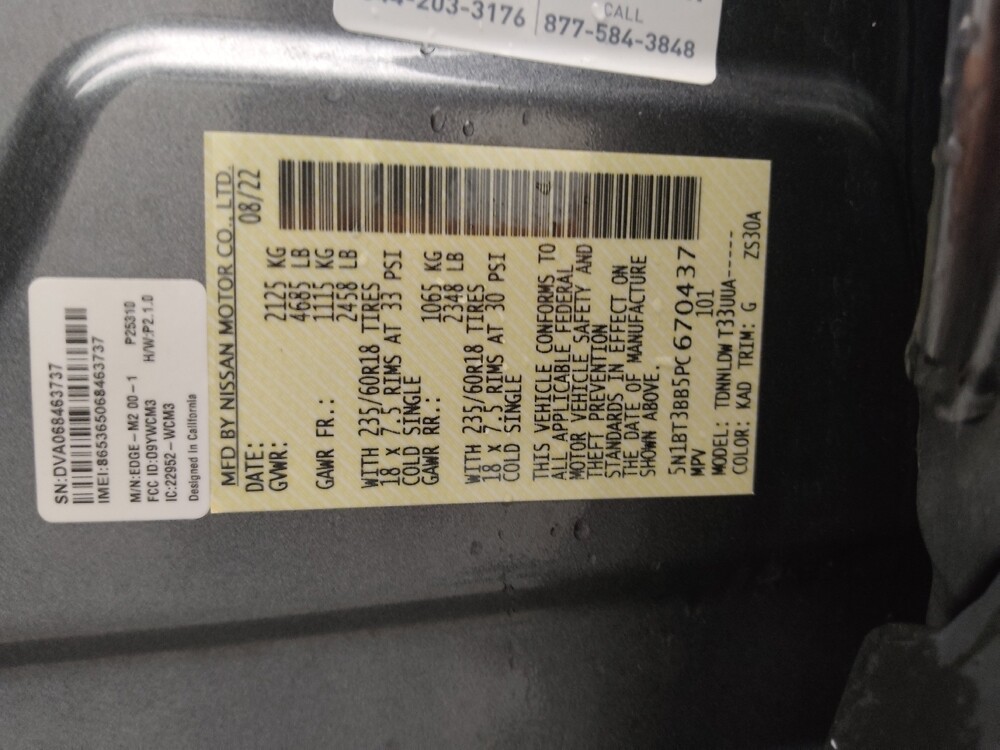 203-3176
CALL
877-584-3848
SN:DVA068463737
IMEI:865365068463737
M/N:EDGE-M2 00-1 P25310
FCC ID:O9YWCM3 H/W:P2.1.0
IC:22952-WCM3
Designed in California
MFD BY NISSAN MOTOR CO., LTD.
DATE: 08/22
GVWR: 2125 KG
4685 LB
GAWR FR.: 1115 KG
2458 LB
WITH 235/60R18 TIRES
18 x 7.5 RIMS AT 33 PSI
COLD SINGLE
GAWR RR.: 1065 KG
2348 LB
WITH 235/60R18 TIRES
18 x 7.5 RIMS AT 30 PSI
COLD SINGLE
THIS VEHICLE CONFORMS TO
ALL APPLICABLE FEDERAL
MOTOR VEHICLE SAFETY AND
THEFT PREVENTION
STANDARDS IN EFFECT ON
THE DATE OF MANUFACTURE
SHOWN ABOVE.
5N1BT3BB5PC670437
MPV 101
MODEL: TDNNLDW T33UUA-----
COLOR: KAD TRIM: G ZS30A